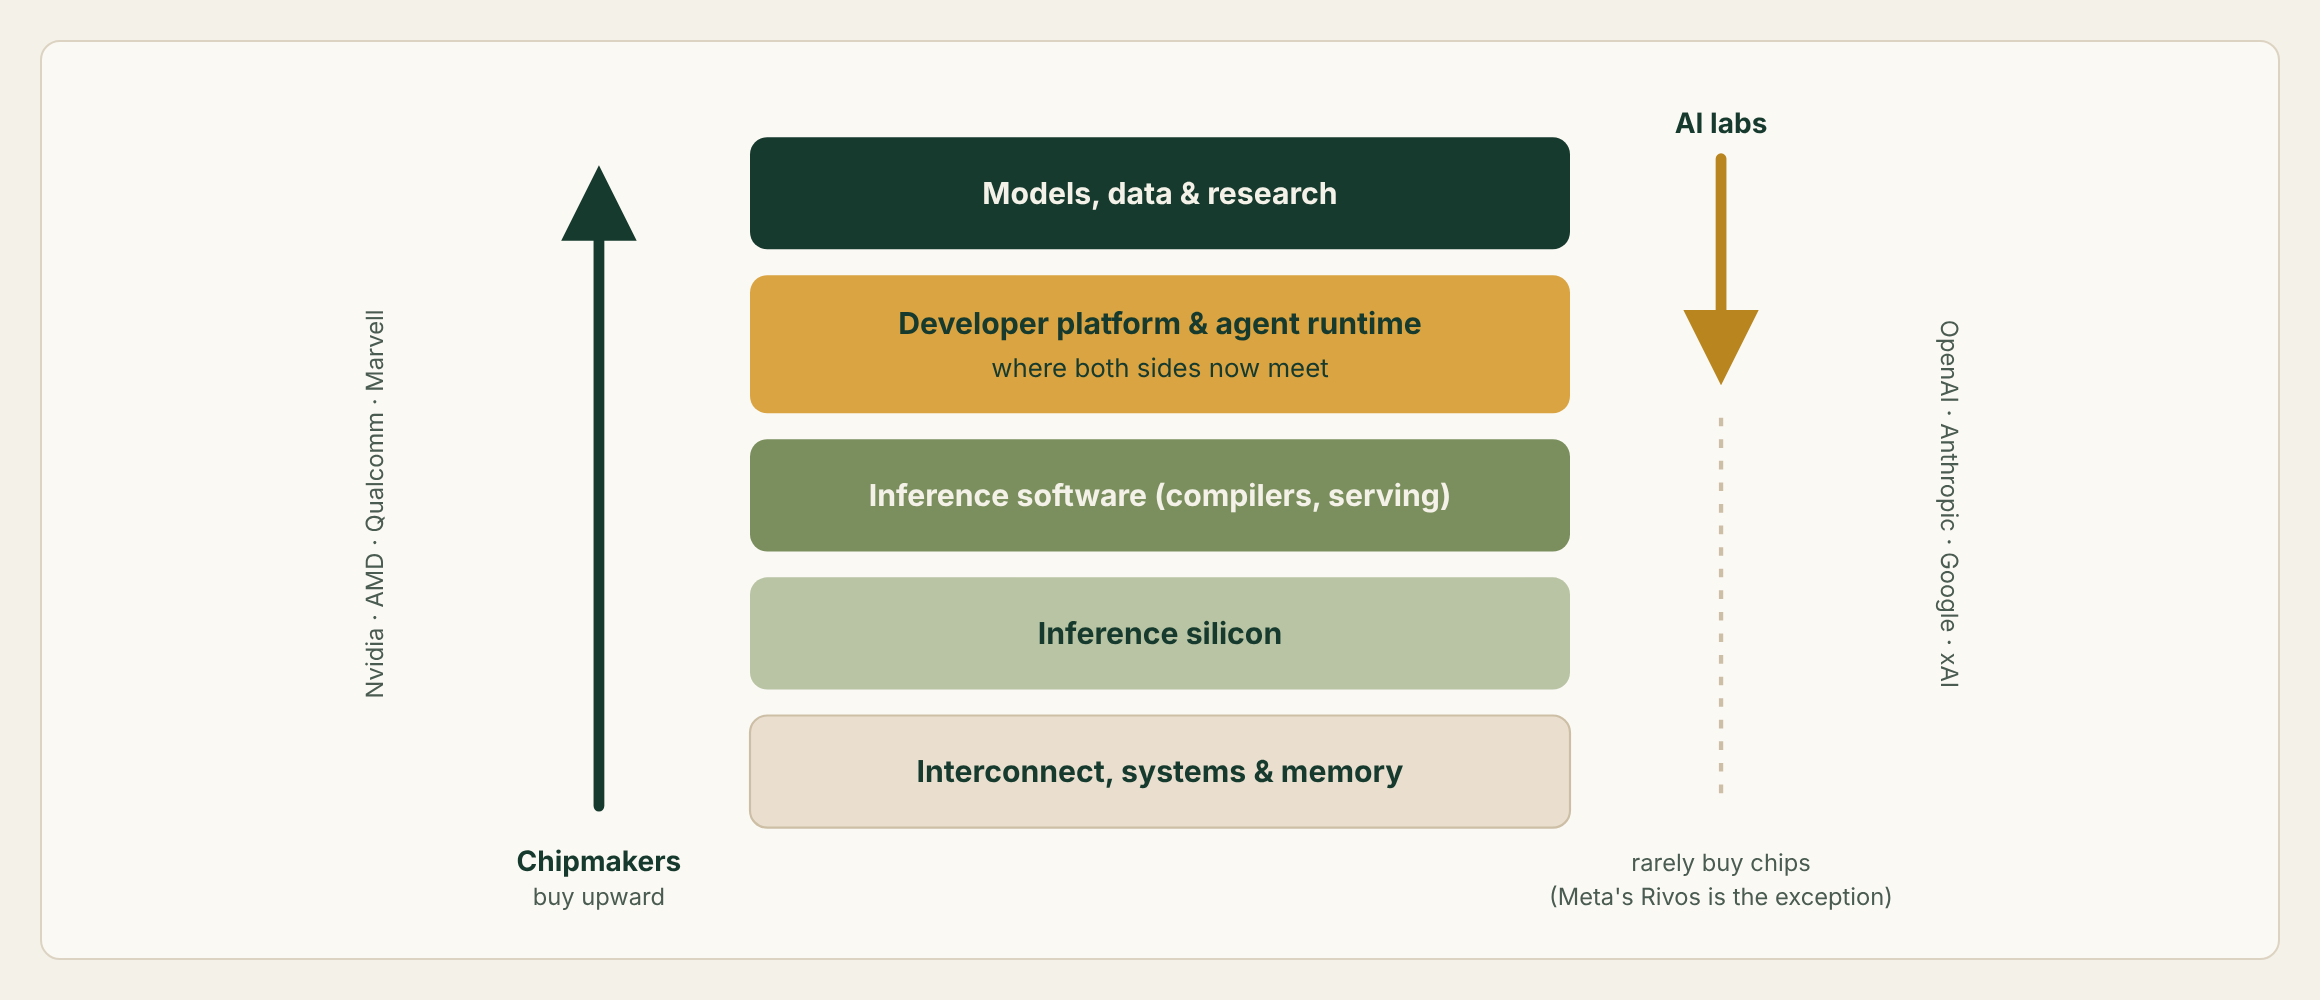 AI labs
Models, data & research
Developer platform & agent runtime
where both sides now meet
Inference software (compilers, serving)
Inference silicon
Interconnect, systems & memory
Nvidia · AMD · Qualcomm · Marvell
OpenAI · Anthropic · Google · xAI
Chipmakers
buy upward
rarely buy chips
(Meta's Rivos is the exception)